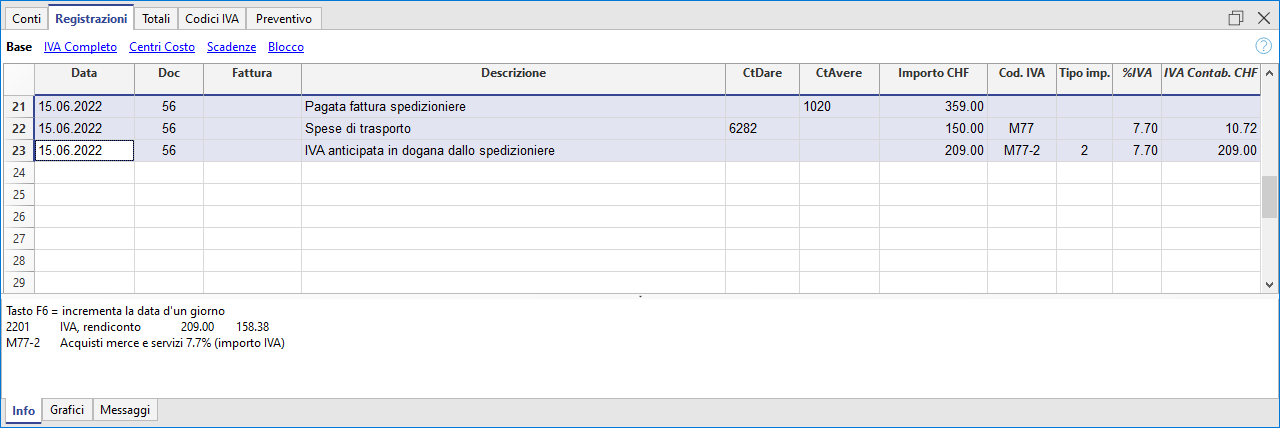 Conti Registrazioni Totali Codici IVA Preventivo
Base IVA Completo Centri Costo Scadenze Blocco ?
Data Doc Fattura Descrizione CtDare CtAvere Importo CHF Cod. IVA Tipo imp. %IVA IVA Contab. CHF
21 15.06.2022 56 Pagata fattura spedizioniere 1020 359.00
22 15.06.2022 56 Spese di trasporto 6282 150.00 M77 7.70 10.72
23 15.06.2022 56 IVA anticipata in dogana dallo spedizioniere 209.00 M77-2 2 7.70 209.00
24
25
26
27
28
29
Tasto F6 = incrementa la data d'un giorno
2201 IVA, rendiconto 209.00 158.38
M77-2 Acquisti merce e servizi 7.7% (importo IVA)
Info Grafici Messaggi